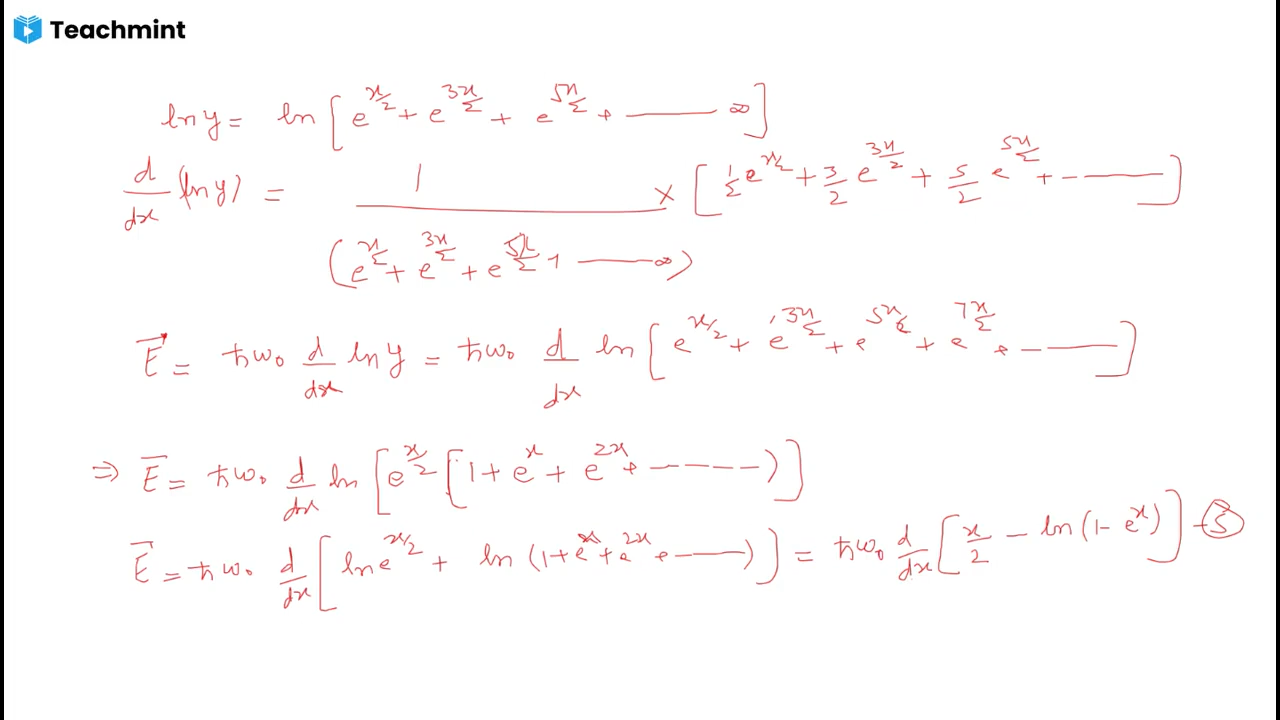 Teachmint
ln y = ln [ e^{x/2} + e^{3x/2} + e^{5x/2} + ——— ∞ ]
d/dx (ln y) = 1 / (e^{x/2} + e^{3x/2} + e^{5x/2} + ——— ∞) × [ 1/2 e^{x/2} + 3/2 e^{3x/2} + 5/2 e^{5x/2} + - ——— ]
E̅ = ħω₀ d/dx ln y = ħω₀ d/dx ln [ e^{x/2} + e^{3x/2} + e^{5x/2} + e^{7x/2} + - ——— ]
⇒ E̅ = ħω₀ d/dx ln [ e^{x/2} [ 1 + e^{x} + e^{2x} + - - - - - ) ]
E̅ = ħω₀ d/dx [ ln e^{x/2} + ln (1 + e^{x} + e^{2x} + - ——— ) ] = ħω₀ d/dx [ x/2 - ln (1 - e^{x}) ] - ⑤